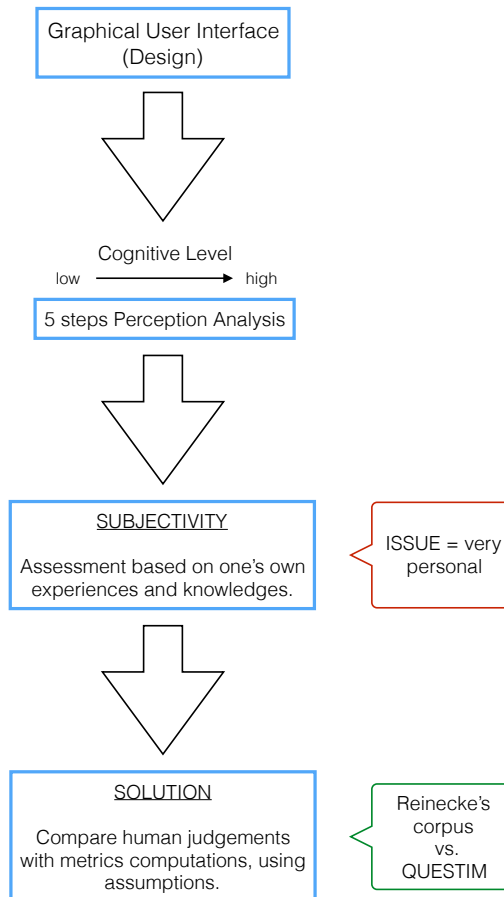 Graphical User Interface
(Design)
Cognitive Level
low
high
5 steps Perception Analysis
SUBJECTIVITY
Assessment based on one's own
experiences and knowledges.
ISSUE = very
personal
SOLUTION
Compare human judgements
with metrics computations, using
assumptions.
Reinecke's
corpus
vs.
QUESTIM